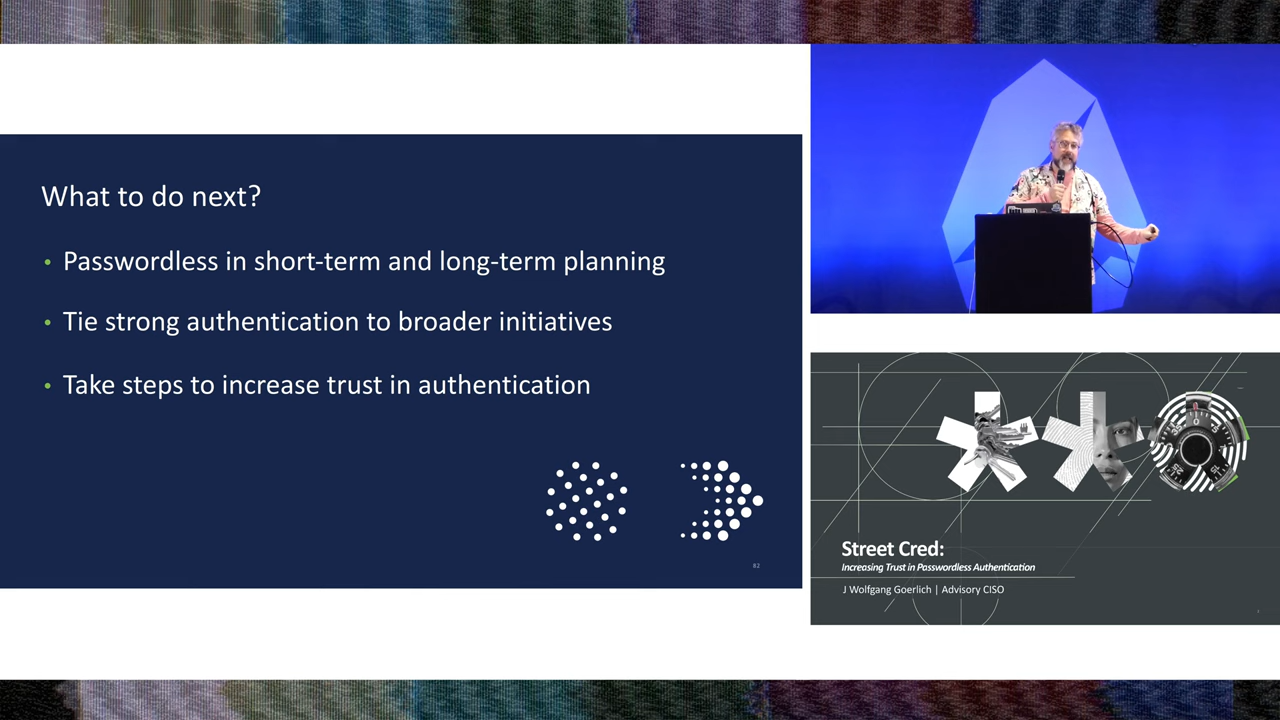 What to do next?
• Passwordless in short-term and long-term planning
• Tie strong authentication to broader initiatives
• Take steps to increase trust in authentication
82
Street Cred:
Increasing Trust in Passwordless Authentication
J Wolfgang Goerlich | Advisory CISO